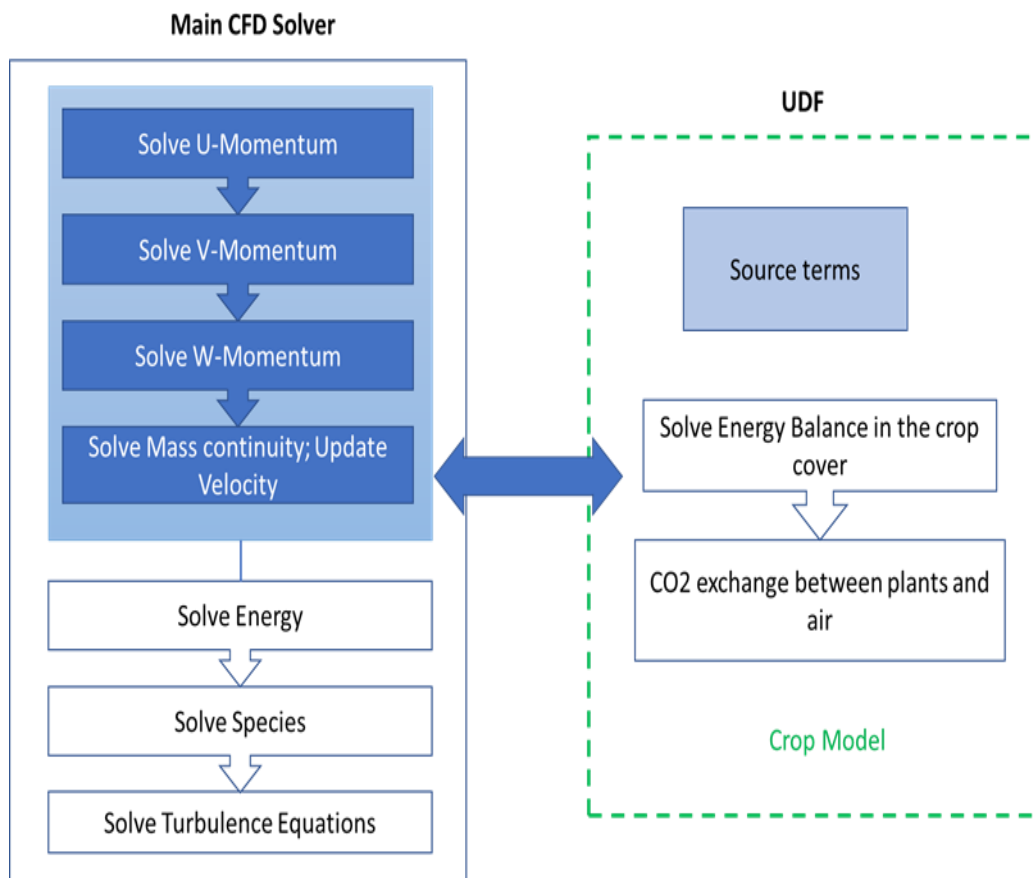 Main CFD Solver
Solve U-Momentum
Solve V-Momentum
Solve W-Momentum
Solve Mass continuity; Update
Velocity
Solve Energy
Solve Species
Solve Turbulence Equations
UDF
Source terms
Solve Energy Balance in the crop
cover
CO2 exchange between plants and
air
Crop Model